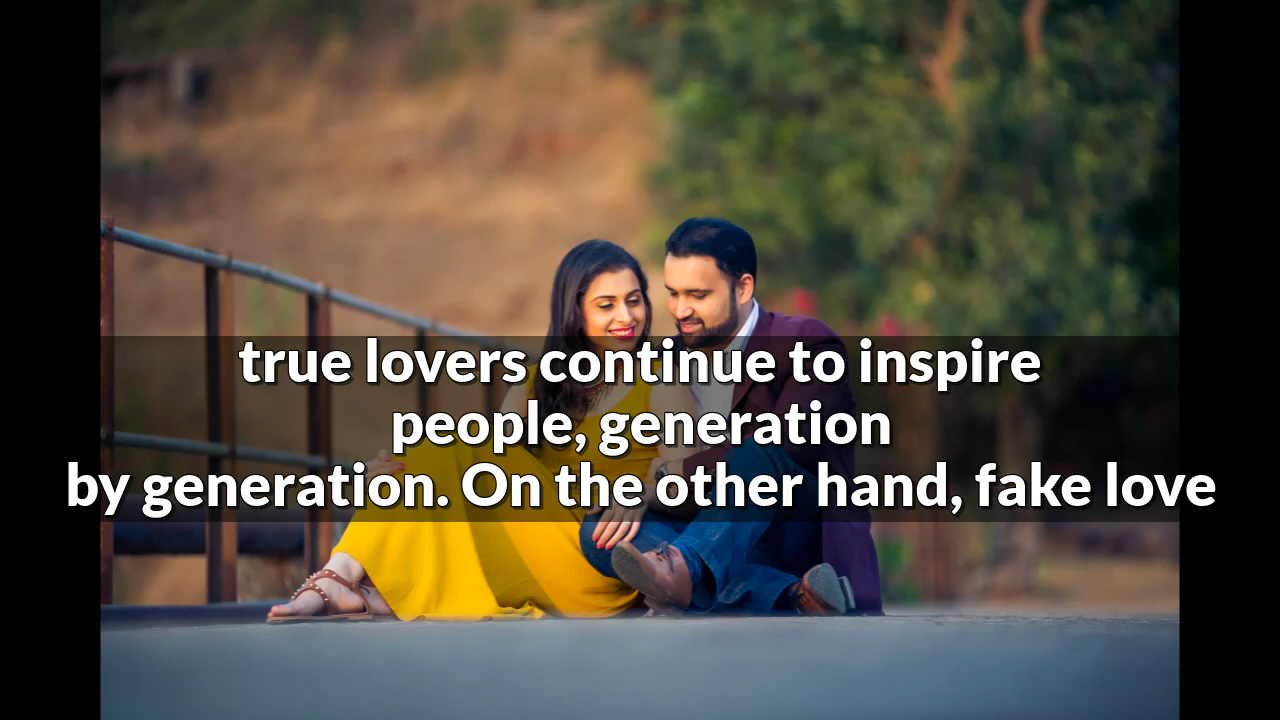 true lovers continue to inspire
people, generation
by generation. On the other hand, fake love